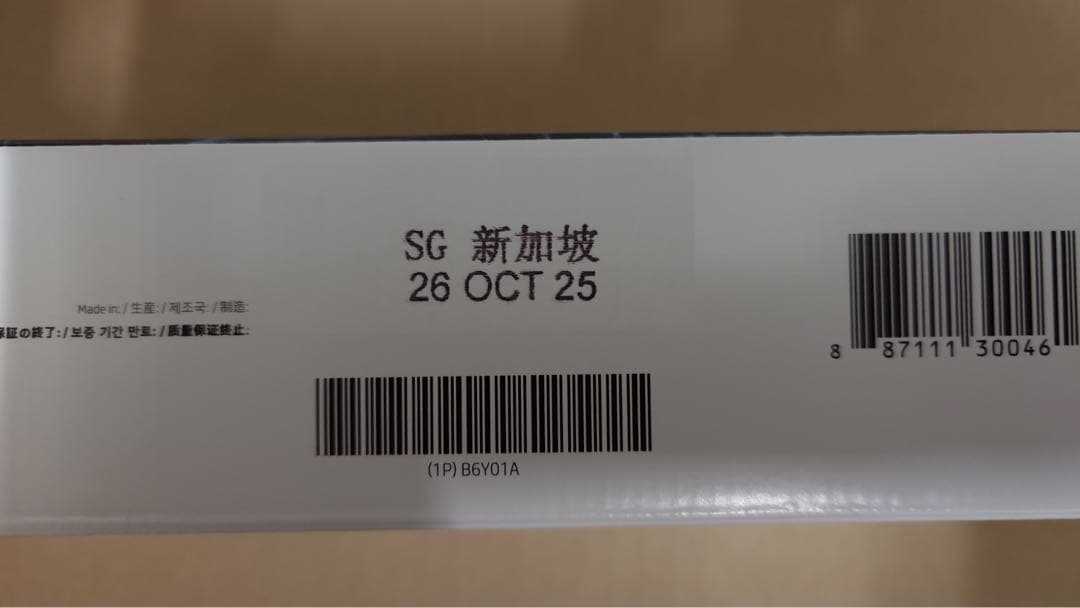 SG 新加坡
26 OCT 25
Made in: / 生産: / 제조국: / 制造:
保証の終了: / 보증 기간 만료: / 质量保证终止:
8 87111 30046
(1P) B6Y01A